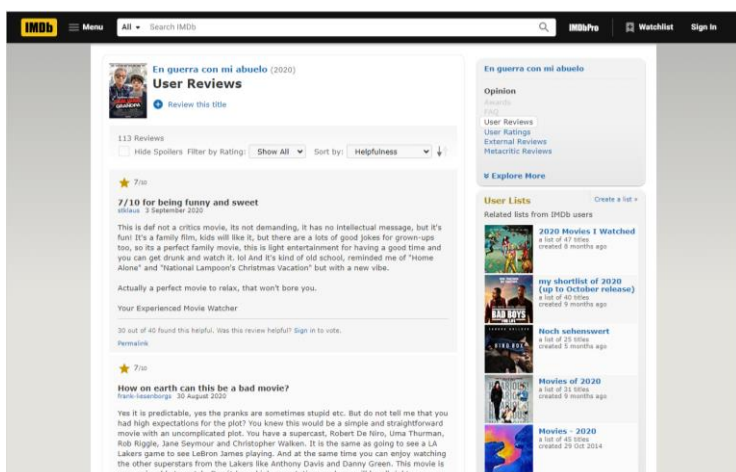 IMDb Menu All Search IMDb IMDbPro Watchlist Sign In
En guerra con mi abuelo (2020)
User Reviews
Review this title
113 Reviews
Hide Spoilers Filter by Rating: Show All Sort by: Helpfulness
7/10
7/10 for being funny and sweet
3 September 2020
This is def not a critics movie, its not demanding, it has no intellectual message, but it's
fun! It's a family film, kids will like it, but there are a lots of good jokes for grown-ups
too, so its a perfect family movie, this is light entertainment for having a good time and
you can get drunk and watch it. lol And it's kind of old school, reminded me of "Home
Alone" and "National Lampoon's Christmas Vacation" but with a new vibe.
Actually a perfect movie to relax, that won't bore you.
Your Experienced Movie Watcher
30 out of 40 found this helpful. Was this review helpful? Sign in to vote.
Permalink
7/10
How on earth can this be a bad movie?
30 August 2020
Yes it is predictable, yes the pranks are sometimes stupid etc. But do not tell me that you
had high expectations for the plot? You knew this would be a simple and straightforward
movie with an uncomplicated plot. You have a supercast, Robert De Niro, Uma Thurman,
Rob Riggle, Jane Seymour and Christopher Walken. It is the same as going to see a LA
Lakers game to see LeBron James playing. And at the same time you can enjoy watching
the other superstars from the Lakers like Anthony Davis and Danny Green. This movie is
En guerra con mi abuelo
Opinion
Awards
FAQ
User Reviews
User Ratings
External Reviews
Metacritic Reviews
Explore More
User Lists Create a list »
Related lists from IMDb users
2020 Movies I Watched
a list of 47 titles
created 8 months ago
my shortlist of 2020
(up to October release)
a list of 40 titles
created 9 months ago
BAD BOYS
Noch sehenswert
a list of 25 titles
created 5 months ago
BIRD BOX
Movies of 2020
a list of 31 titles
created 9 months ago
Movies - 2020
a list of 45 titles
created 29 Oct 2014